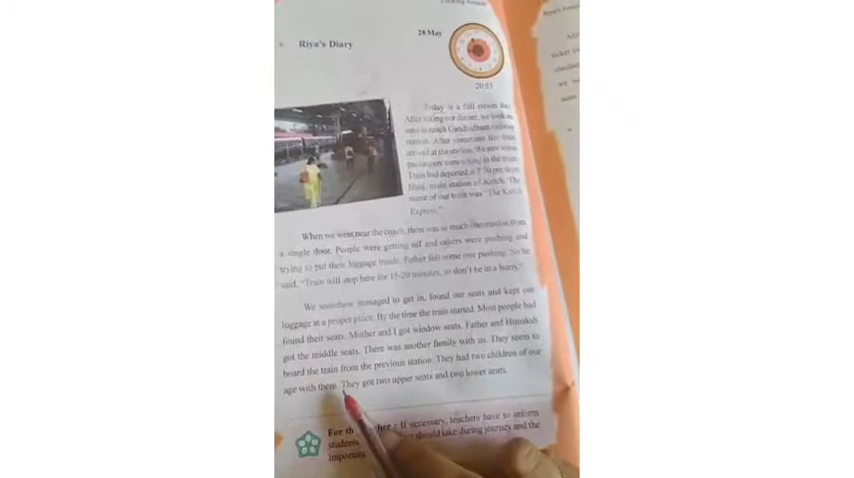 Looking Around
Riya's Diary
28 May
20:55
Today is a full moon day.
After taking our dinner, we took an
auto to reach Gandhidham railway
station. After sometime the train
arrived at the station. We saw some
passengers were sitting in the train.
Train had departed at 7:50 pm from
Bhuj, main station of Kutch. The
name of our train was "The Kutch
Express."
When we went near the coach, there was so much commotion from
a single door. People were getting off and others were pushing and
trying to put their luggage inside. Father felt some one pushing. So he
said, "Train will stop here for 15-20 minutes, so don't be in a hurry."
We somehow managed to get in, found our seats and kept our
luggage at a proper place. By the time the train started. Most people had
found their seats. Mother and I got window seats. Father and Himaksh
got the middle seats. There was another family with us. They seem to
board the train from the previous station. They had two children of our
age with them. They got two upper seats and two lower seats.
For th her : If necessary, teachers have to inform
students should take during journey and the
importan